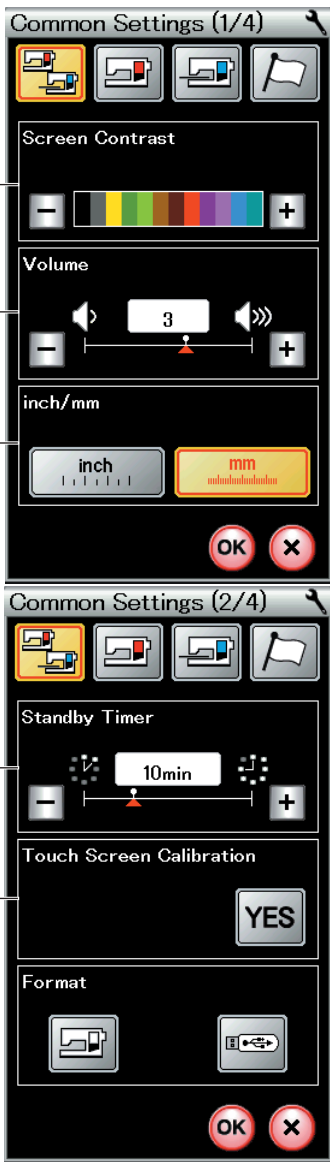 Common Settings (1/4)
Screen Contrast
Volume
3
inch/mm
inch
mm
OK
Common Settings (2/4)
Standby Timer
10min
Touch Screen Calibration
YES
Format
OK